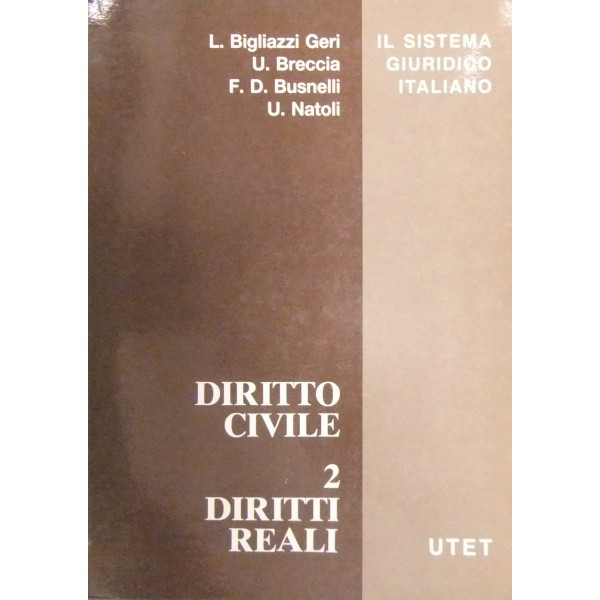 L. Bigliazzi Geri
U. Breccia
F. D. Busnelli
U. Natoli
IL SISTEMA
GIURIDICO
ITALIANO
DIRITTO
CIVILE
2
DIRITTI
REALI
UTET